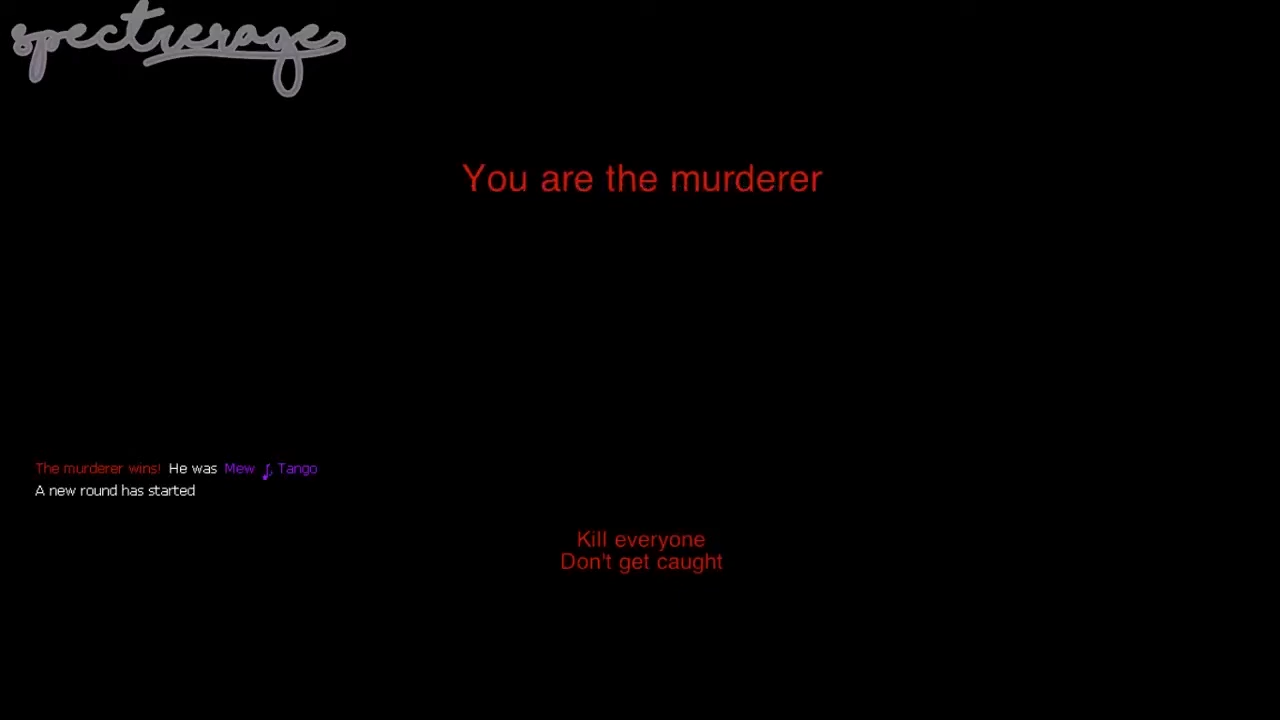 spectrerage
You are the murderer
The murderer wins! He was Mew ♪ Tango
A new round has started
Kill everyone
Don't get caught